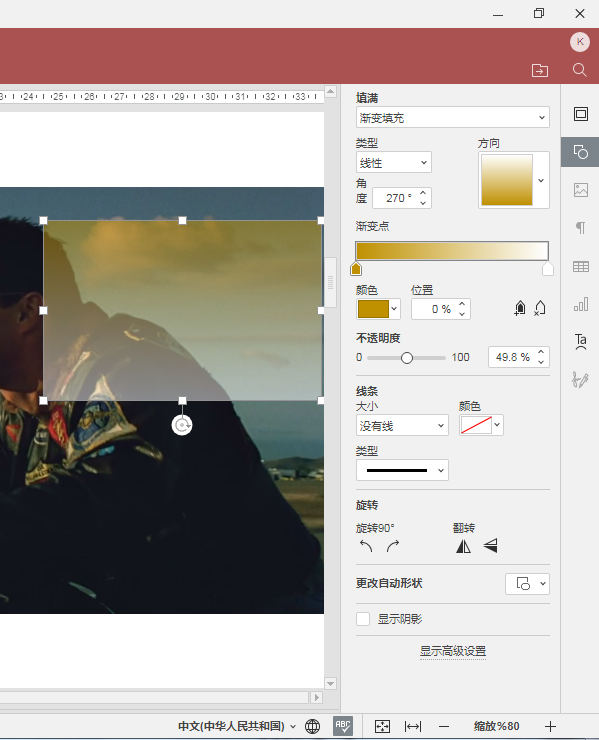 K
23 24 25 26 27 28 29 30 31 32 33
填满
渐变填充
类型
方向
线性
角度
270 °
渐变点
颜色
位置
0 %
不透明度
0
100
49.8 %
线条
大小
颜色
没有线
类型
旋转
旋转90°
翻转
更改自动形状
显示阴影
显示高级设置
Ta
中文(中华人民共和国)
ABC
缩放%80